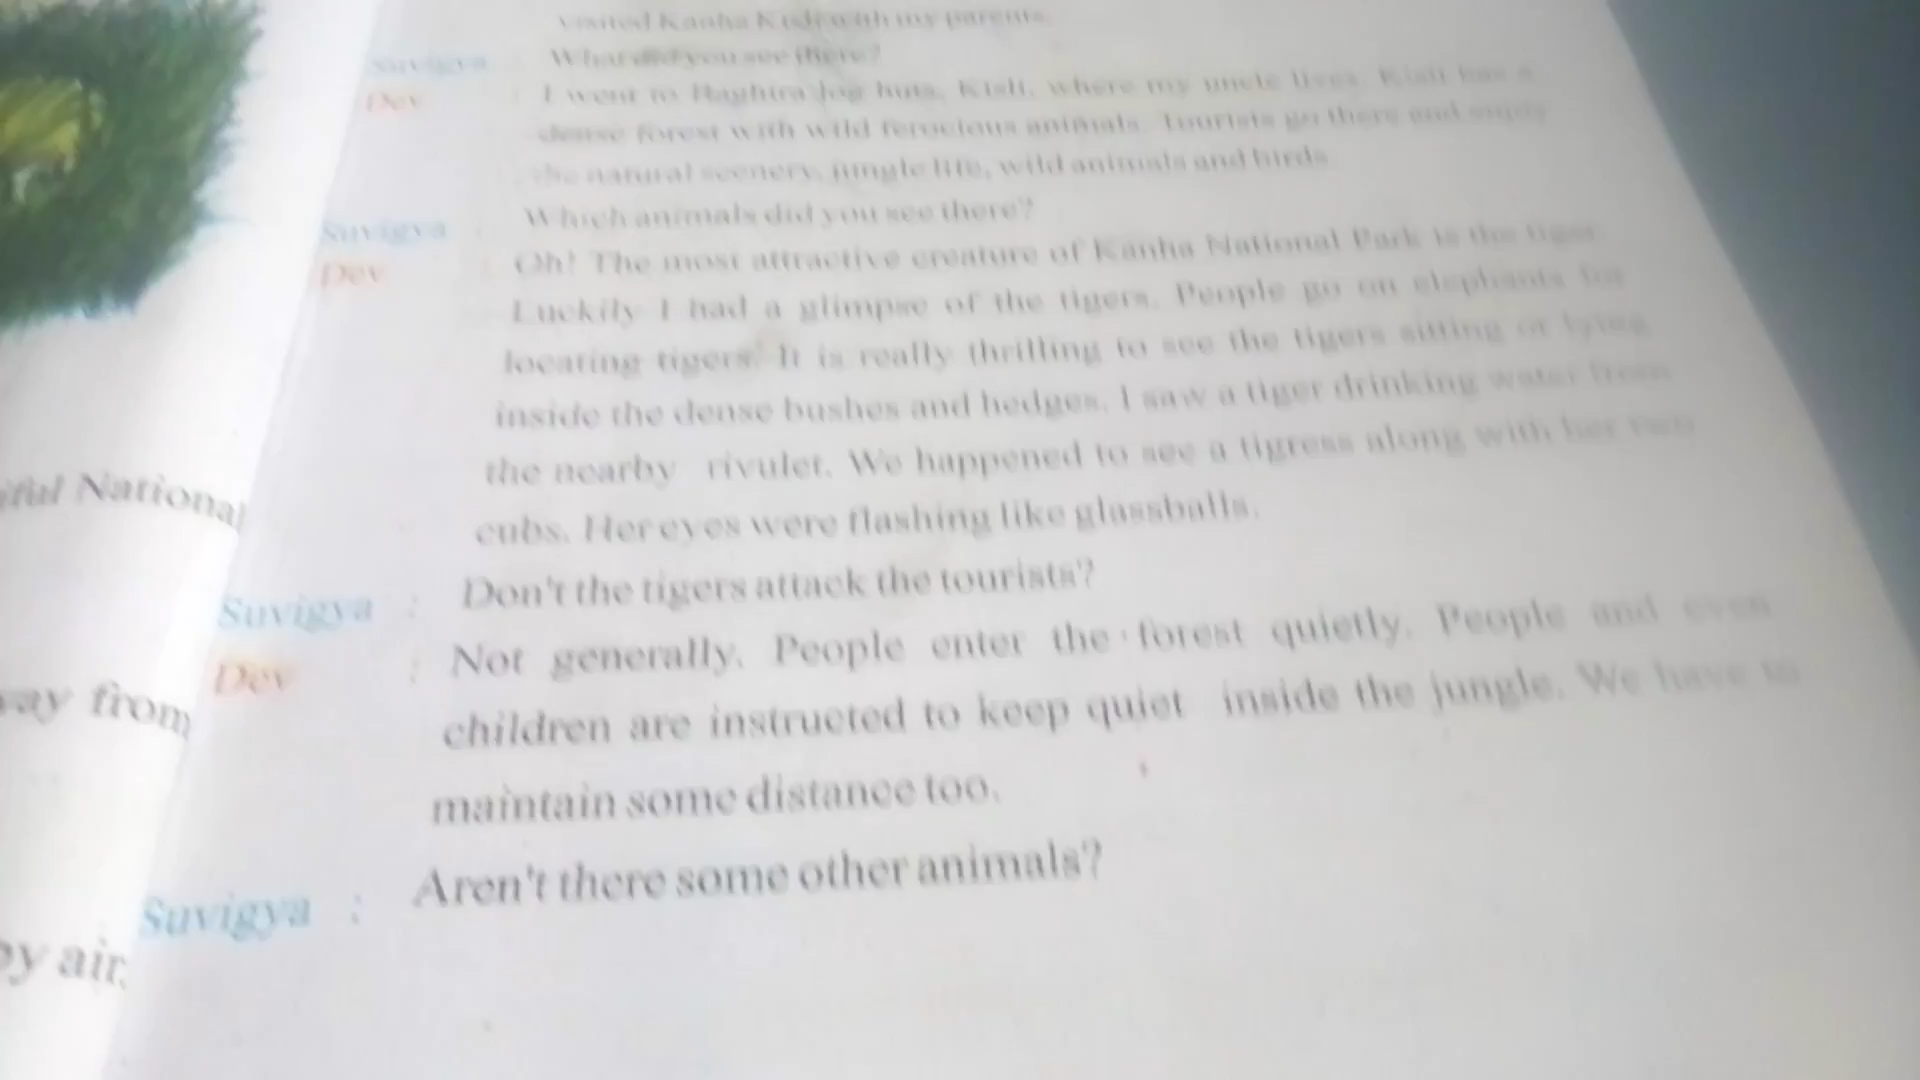 visited Kanha Kisli with my parents.
Suvigya : What did you see there?
Dev : I went to Baghira log huts, Kisli, where my uncle lives. Kisli has a
dense forest with wild ferocious animals. Tourists go there and enjoy
the natural scenery, jungle life, wild animals and birds.
Suvigya : Which animals did you see there?
Dev : Oh! The most attractive creature of Kanha National Park is the tiger.
Luckily I had a glimpse of the tigers. People go on elephants for
locating tigers. It is really thrilling to see the tigers sitting or lying
inside the dense bushes and hedges. I saw a tiger drinking water from
the nearby rivulet. We happened to see a tigress along with her two
cubs. Her eyes were flashing like glassballs.
Suvigya : Don't the tigers attack the tourists?
Dev : Not generally. People enter the forest quietly. People and even
children are instructed to keep quiet inside the jungle. We have to
maintain some distance too.
Suvigya : Aren't there some other animals?
National
from
by air.